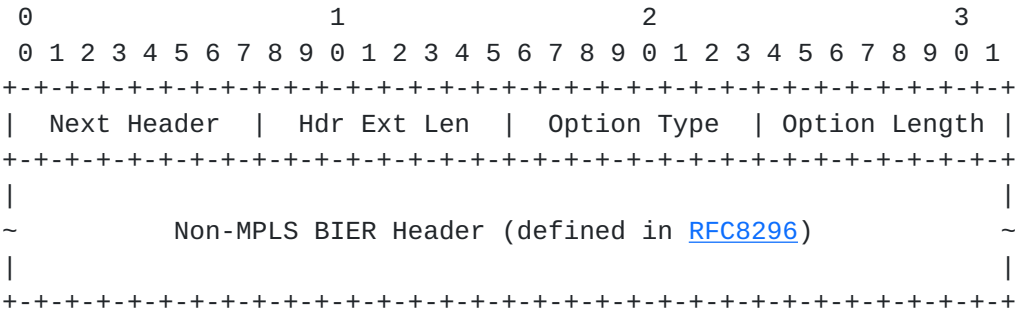 0                   1                   2                   3
 0 1 2 3 4 5 6 7 8 9 0 1 2 3 4 5 6 7 8 9 0 1 2 3 4 5 6 7 8 9 0 1
+-+-+-+-+-+-+-+-+-+-+-+-+-+-+-+-+-+-+-+-+-+-+-+-+-+-+-+-+-+-+-+-+
|  Next Header  |  Hdr Ext Len  |  Option Type  | Option Length |
+-+-+-+-+-+-+-+-+-+-+-+-+-+-+-+-+-+-+-+-+-+-+-+-+-+-+-+-+-+-+-+-+
|                                                               |
~          Non-MPLS BIER Header (defined in RFC8296)            ~
|                                                               |
+-+-+-+-+-+-+-+-+-+-+-+-+-+-+-+-+-+-+-+-+-+-+-+-+-+-+-+-+-+-+-+-+